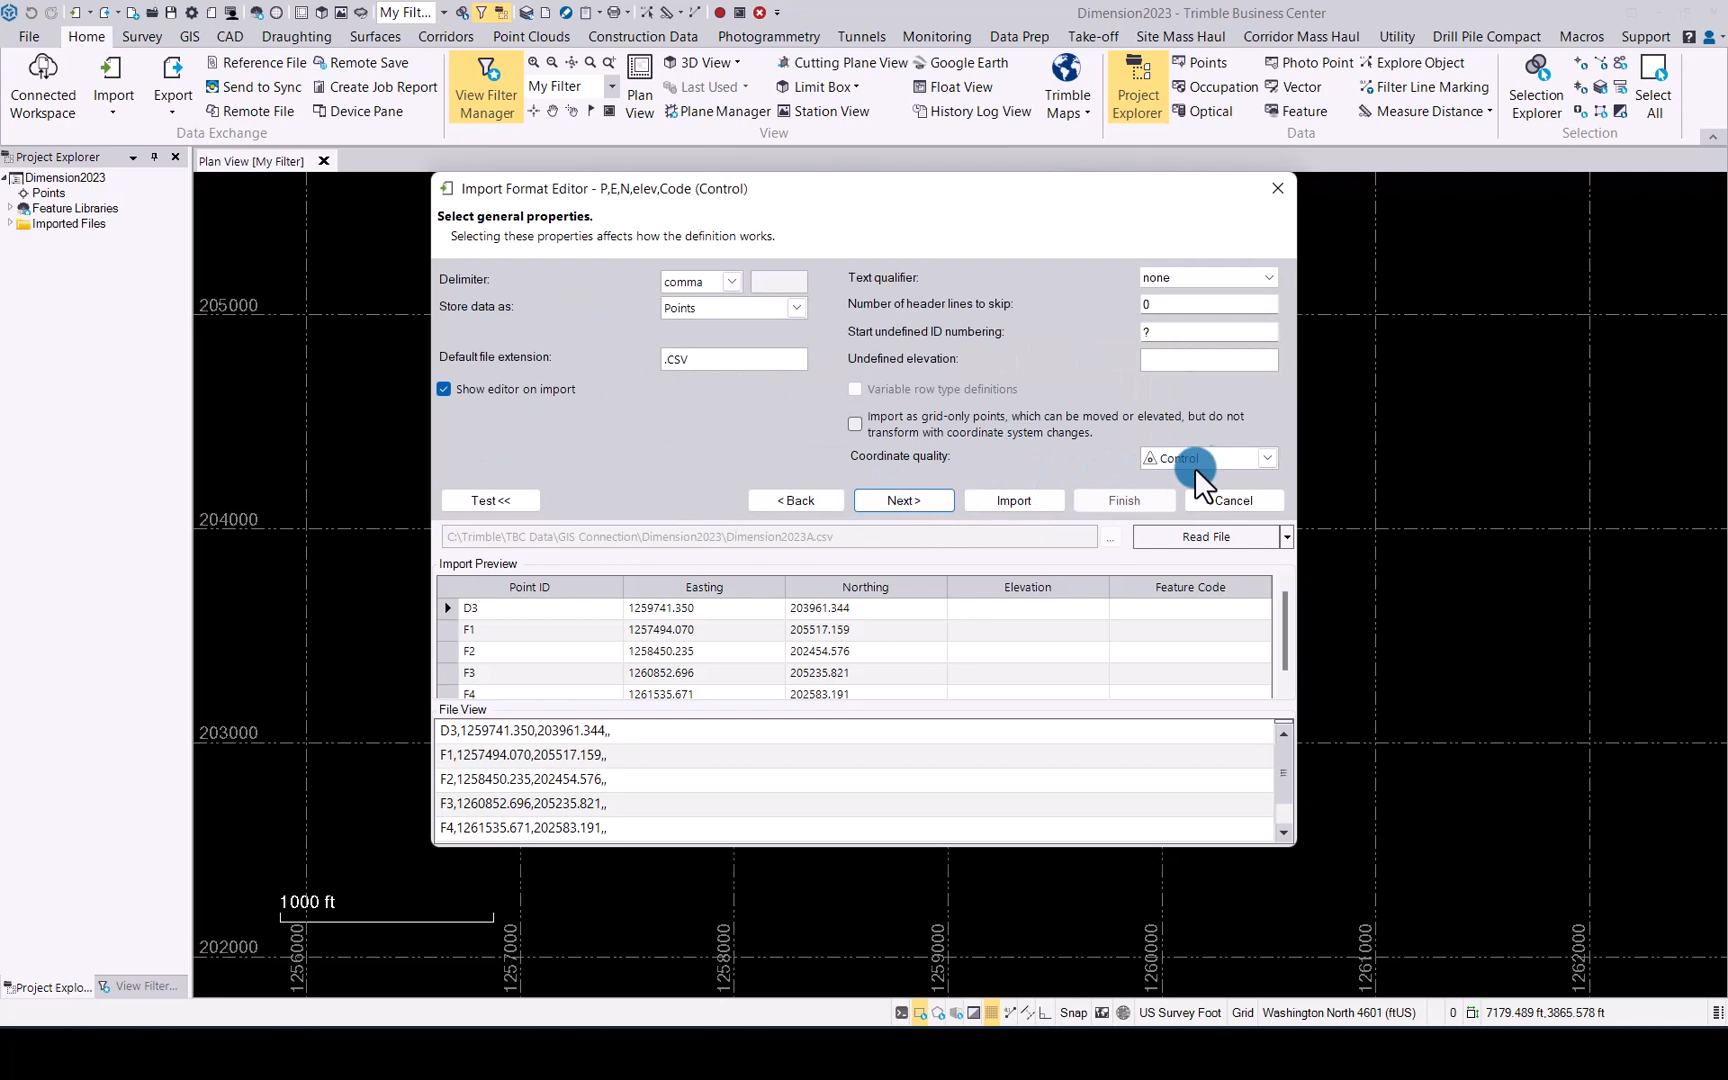 My Filt...
Dimension2023 - Trimble Business Center
File Home Survey GIS CAD Draughting Surfaces Corridors Point Clouds Construction Data Photogrammetry Tunnels Monitoring Data Prep Take-off Site Mass Haul Corridor Mass Haul Utility Drill Pile Compact Macros Support
Connected Workspace
Import
Export
Reference File
Send to Sync
Remote File
Remote Save
Create Job Report
Device Pane
Data Exchange
View Filter Manager
My Filter
Plan View
3D View
Last Used
Plane Manager
Cutting Plane View
Limit Box
Station View
Google Earth
Float View
History Log View
View
Trimble Maps
Project Explorer
Points
Occupation
Optical
Photo Point
Vector
Feature
Explore Object
Filter Line Marking
Measure Distance
Data
Selection Explorer
Select All
Selection
Project Explorer
Dimension2023
Points
Feature Libraries
Imported Files
Plan View [My Filter]
Import Format Editor - P,E,N,elev,Code (Control)
Select general properties.
Selecting these properties affects how the definition works.
Delimiter: comma
Store data as: Points
Default file extension: .CSV
Show editor on import
Text qualifier: none
Number of header lines to skip: 0
Start undefined ID numbering: ?
Undefined elevation:
Variable row type definitions
Import as grid-only points, which can be moved or elevated, but do not
transform with coordinate system changes.
Coordinate quality: Control
Test<< < Back Next> Import Finish Cancel
C:\Trimble\TBC Data\GIS Connection\Dimension2023\Dimension2023A.csv ... Read File
Import Preview
Point ID Easting Northing Elevation Feature Code
D3 1259741.350 203961.344
F1 1257494.070 205517.159
F2 1258450.235 202454.576
F3 1260852.696 205235.821
F4 1261535.671 202583.191
File View
D3,1259741.350,203961.344,,
F1,1257494.070,205517.159,,
F2,1258450.235,202454.576,,
F3,1260852.696,205235.821,,
F4,1261535.671,202583.191,,
205000
204000
203000
202000
1000 ft
1256000 1257000 1258000 1259000 1260000 1261000 1262000
Project Explo... View Filter...
Snap US Survey Foot Grid Washington North 4601 (ftUS) 0 7179.489 ft,3865.578 ft